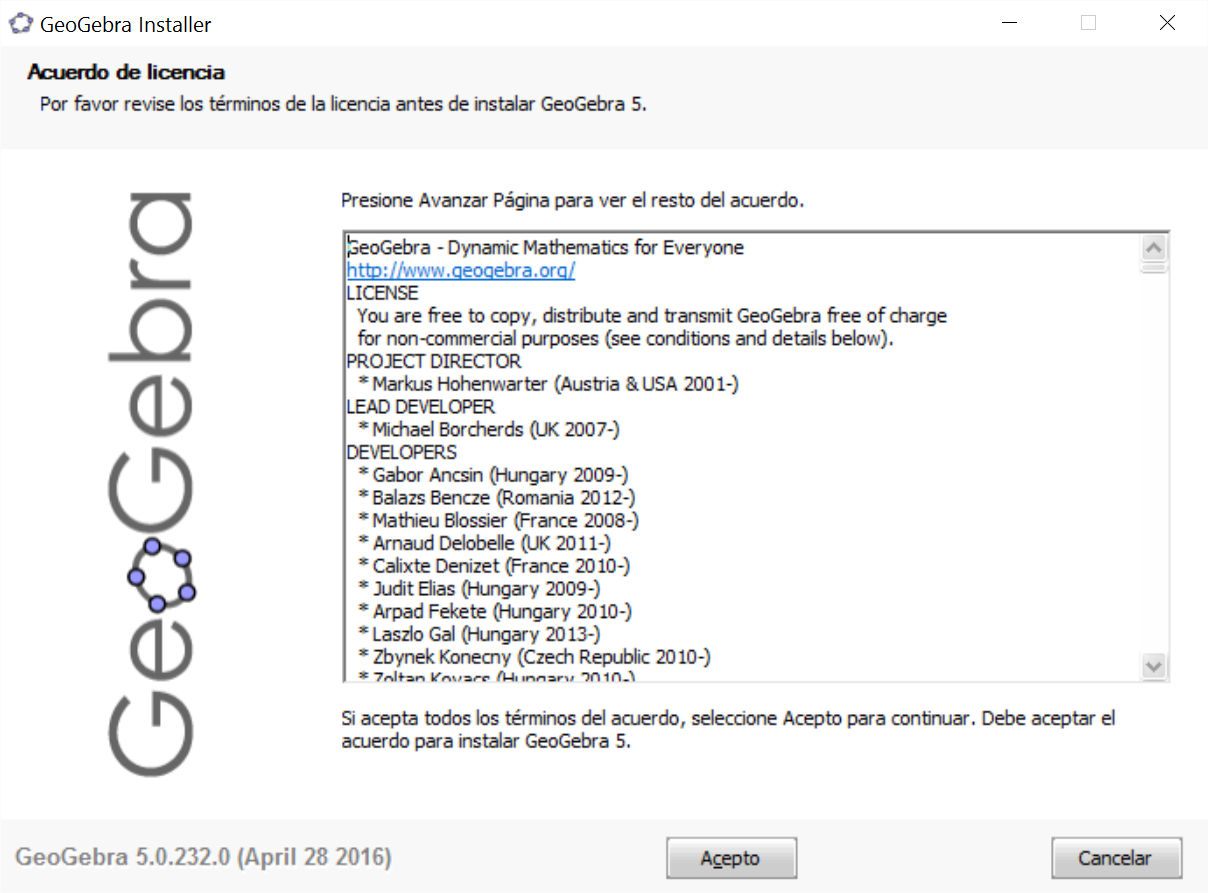 GeoGebra Installer
Acuerdo de licencia
Por favor revise los términos de la licencia antes de instalar GeoGebra 5.
GeoGebra
Presione Avanzar Página para ver el resto del acuerdo.
GeoGebra - Dynamic Mathematics for Everyone
http://www.geogebra.org/
LICENSE
You are free to copy, distribute and transmit GeoGebra free of charge
for non-commercial purposes (see conditions and details below).
PROJECT DIRECTOR
* Markus Hohenwarter (Austria & USA 2001-)
LEAD DEVELOPER
* Michael Borcherds (UK 2007-)
DEVELOPERS
* Gabor Ancsin (Hungary 2009-)
* Balazs Bencze (Romania 2012-)
* Mathieu Blossier (France 2008-)
* Arnaud Delobelle (UK 2011-)
* Calixte Denizet (France 2010-)
* Judit Elias (Hungary 2009-)
* Arpad Fekete (Hungary 2010-)
* Laszlo Gal (Hungary 2013-)
* Zbynek Konecny (Czech Republic 2010-)
* Zoltan Kovacs (Hungary 2010-)
Si acepta todos los términos del acuerdo, seleccione Acepto para continuar. Debe aceptar el
acuerdo para instalar GeoGebra 5.
GeoGebra 5.0.232.0 (April 28 2016)
Acepto
Cancelar